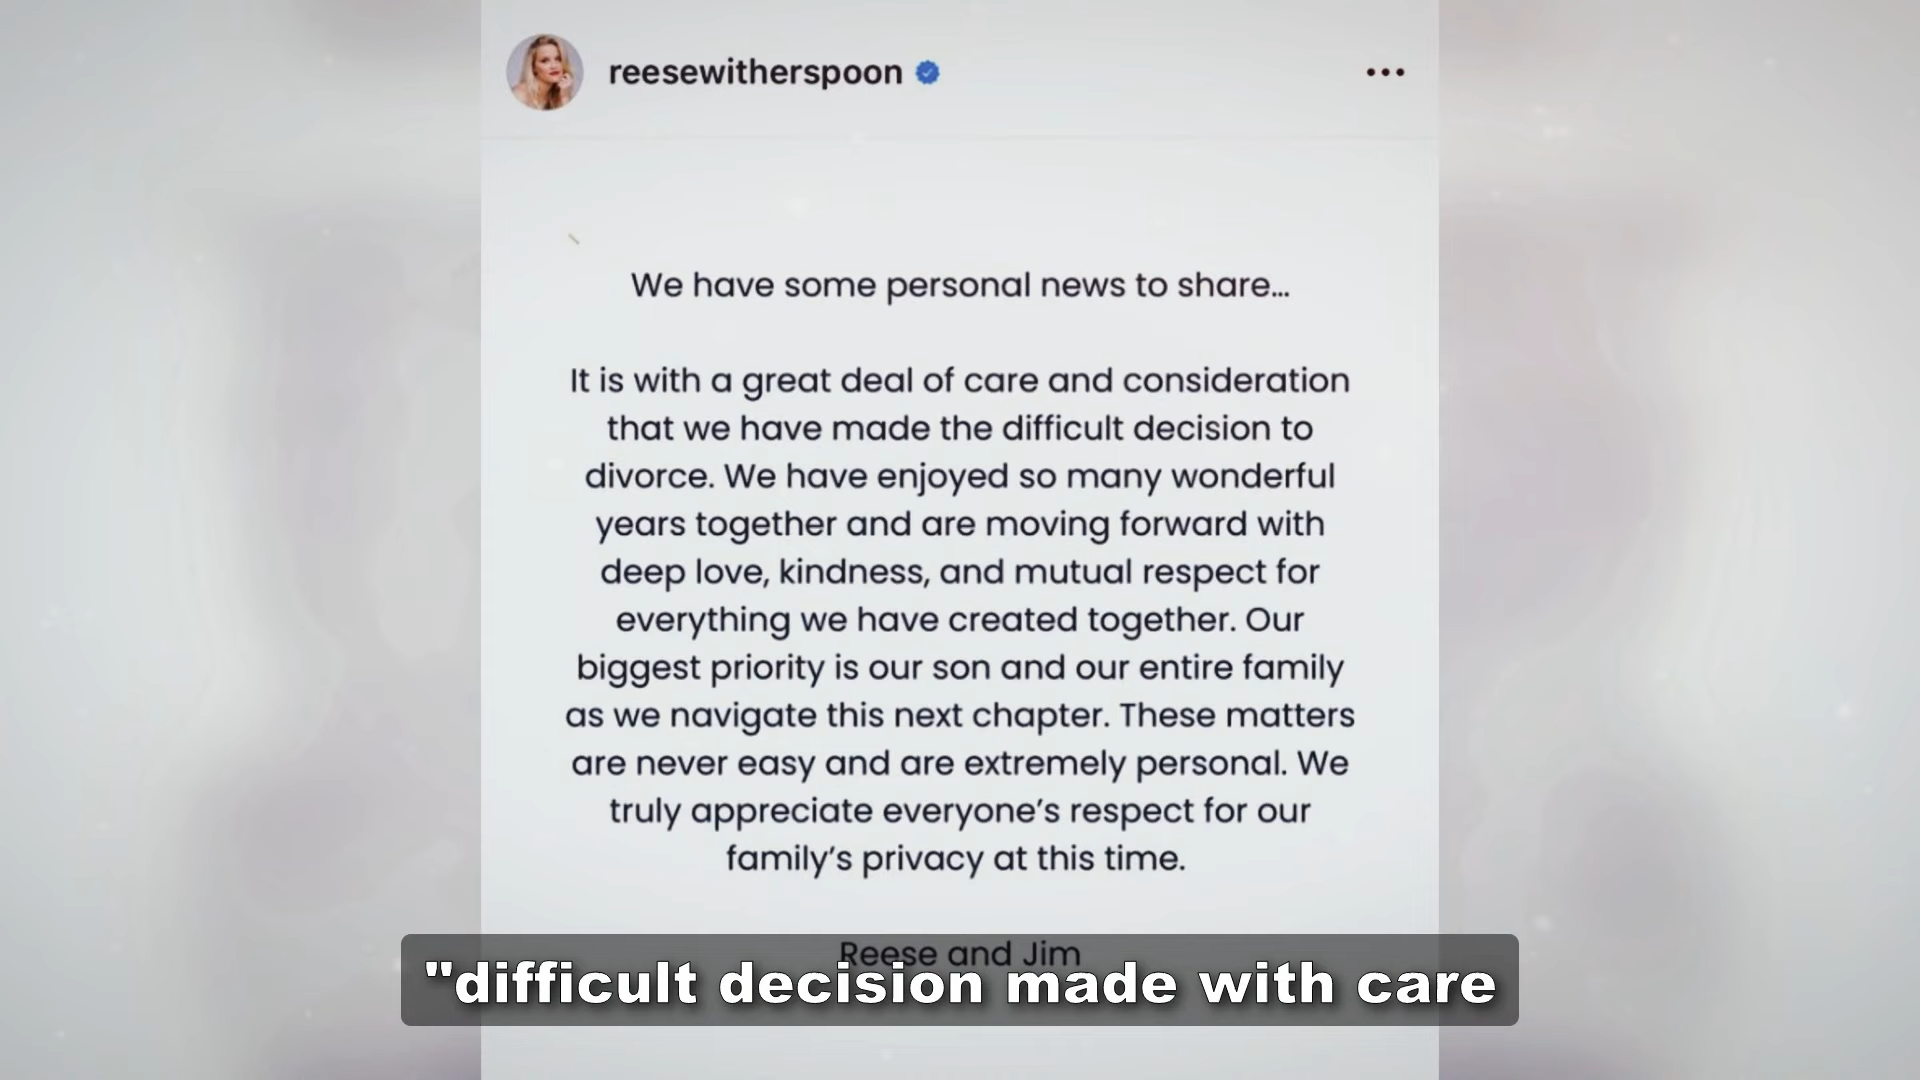 reesewitherspoon
We have some personal news to share...
It is with a great deal of care and consideration
that we have made the difficult decision to
divorce. We have enjoyed so many wonderful
years together and are moving forward with
deep love, kindness, and mutual respect for
everything we have created together. Our
biggest priority is our son and our entire family
as we navigate this next chapter. These matters
are never easy and are extremely personal. We
truly appreciate everyone’s respect for our
family’s privacy at this time.
Reese and Jim
"difficult decision made with care